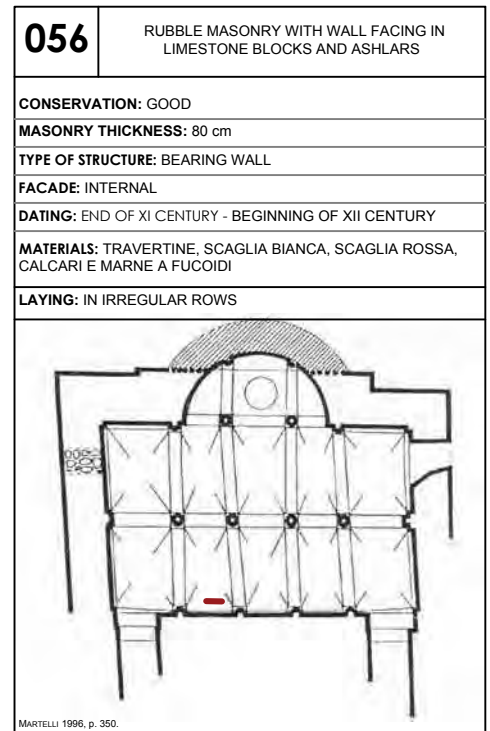 056
RUBBLE MASONRY WITH WALL FACING IN
LIMESTONE BLOCKS AND ASHLARS
CONSERVATION: GOOD
MASONRY THICKNESS: 80 cm
TYPE OF STRUCTURE: BEARING WALL
FACADE: INTERNAL
DATING: END OF XI CENTURY - BEGINNING OF XII CENTURY
MATERIALS: TRAVERTINE, SCAGLIA BIANCA, SCAGLIA ROSSA,
CALCARI E MARNE A FUCOIDI
LAYING: IN IRREGULAR ROWS
MARTELLI 1996, p. 350.